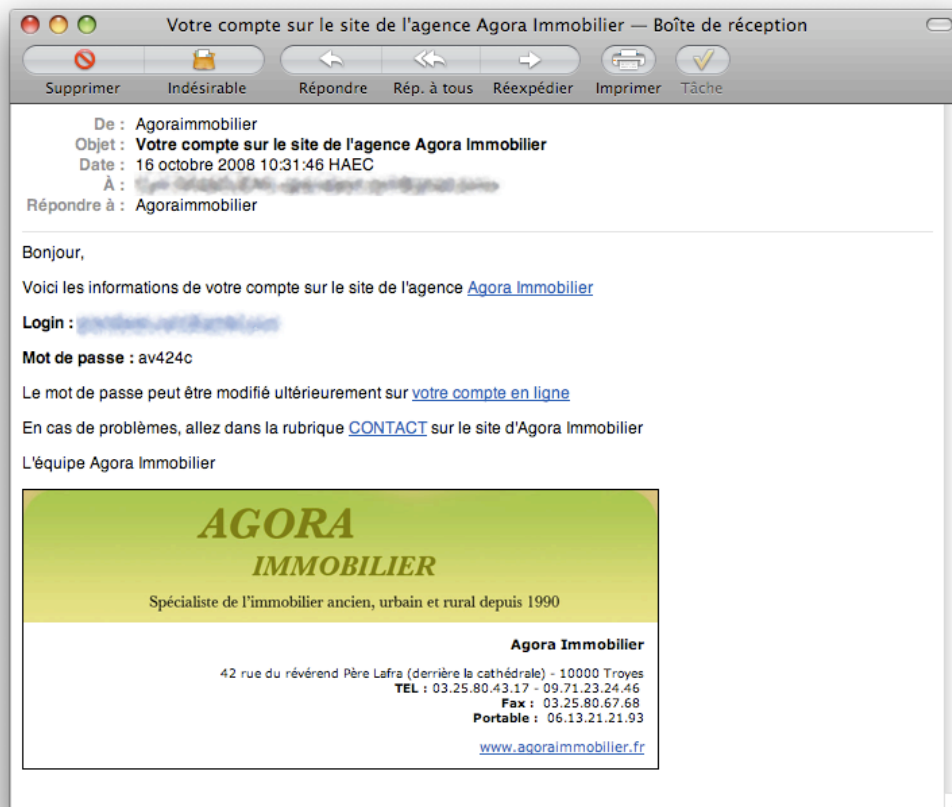 Votre compte sur le site de l'agence Agora Immobilier — Boîte de réception
Supprimer Indésirable Répondre Rép. à tous Réexpédier Imprimer Tâche
De : Agoraimmobilier
Objet : Votre compte sur le site de l'agence Agora Immobilier
Date : 16 octobre 2008 10:31:46 HAEC
À :
Répondre à : Agoraimmobilier
Bonjour,
Voici les informations de votre compte sur le site de l'agence Agora Immobilier
Login :
Mot de passe : av424c
Le mot de passe peut être modifié ultérieurement sur votre compte en ligne
En cas de problèmes, allez dans la rubrique CONTACT sur le site d'Agora Immobilier
L'équipe Agora Immobilier
AGORA
IMMOBILIER
Spécialiste de l'immobilier ancien, urbain et rural depuis 1990
Agora Immobilier
42 rue du révérend Père Lafra (derrière la cathédrale) - 10000 Troyes
TEL : 03.25.80.43.17 - 09.71.23.24.46
Fax : 03.25.80.67.68
Portable : 06.13.21.21.93
www.agoraimmobilier.fr